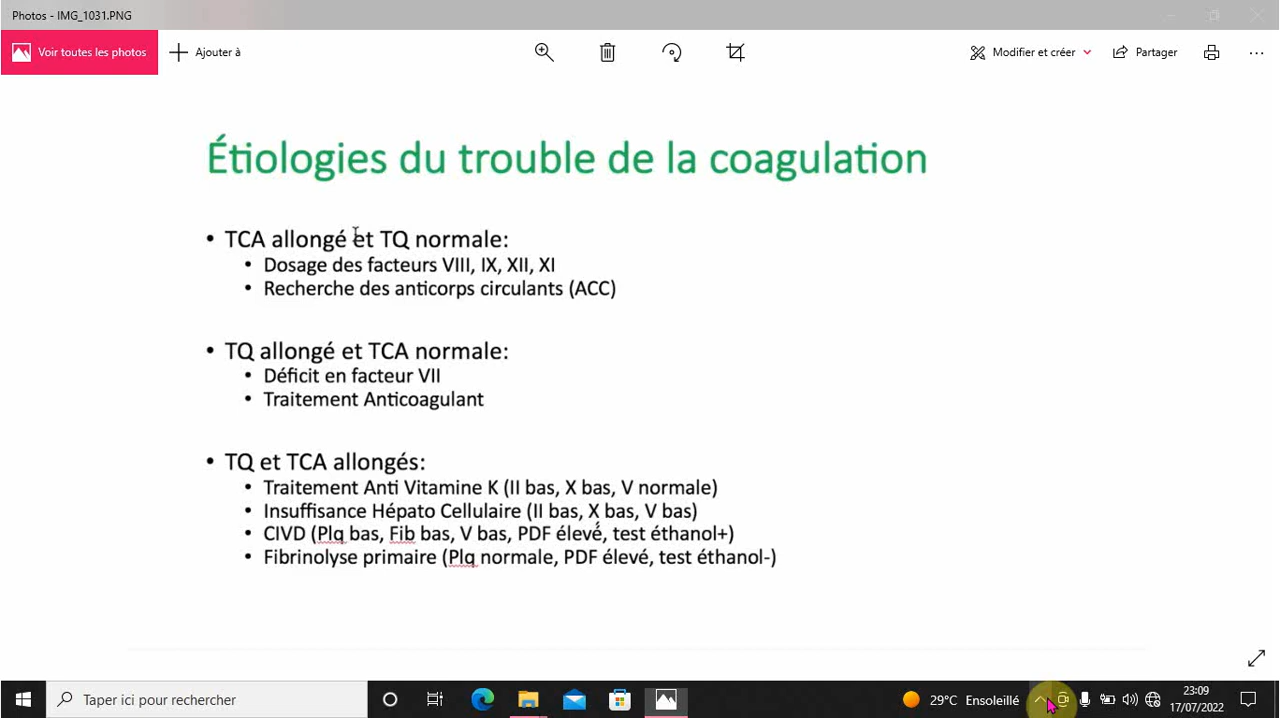 Photos - IMG_1031.PNG
Voir toutes les photos
Ajouter à
Modifier et créer
Partager
Étiologies du trouble de la coagulation
• TCA allongé et TQ normale:
• Dosage des facteurs VIII, IX, XII, XI
• Recherche des anticorps circulants (ACC)
• TQ allongé et TCA normale:
• Déficit en facteur VII
• Traitement Anticoagulant
• TQ et TCA allongés:
• Traitement Anti Vitamine K (II bas, X bas, V normale)
• Insuffisance Hépato Cellulaire (II bas, X bas, V bas)
• CIVD (Plq bas, Fib bas, V bas, PDF élevé, test éthanol+)
• Fibrinolyse primaire (Plq normale, PDF élevé, test éthanol-)
Taper ici pour rechercher
29°C Ensoleillé
23:09
17/07/2022